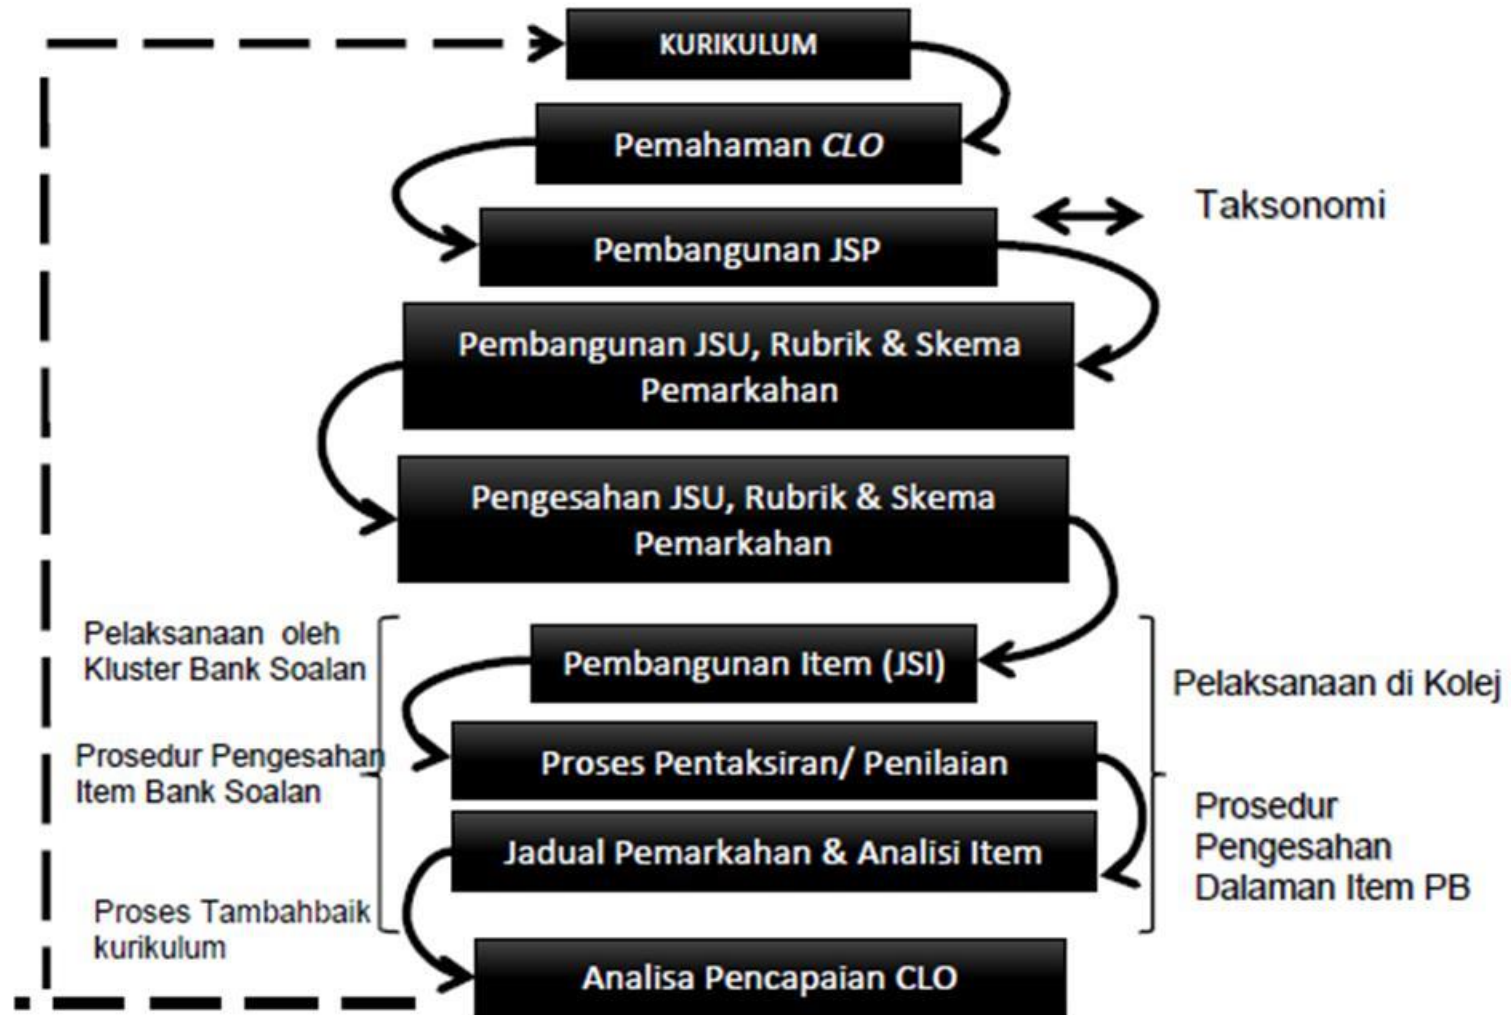 KURIKULUM
Pemahaman CLO
Taksonomi
Pembangunan JSP
Pembangunan JSU, Rubrik & Skema
Pemarkahan
Pengesahan JSU, Rubrik & Skema
Pemarkahan
Pelaksanaan oleh
Kluster Bank Soalan
Pembangunan Item (JSI)
Pelaksanaan di Kolej
Prosedur Pengesahan
Item Bank Soalan
Proses Pentaksiran/ Penilaian
Prosedur
Pengesahan
Dalaman Item PB
Jadual Pemarkahan & Analisi Item
Proses Tambahbaik
kurikulum
Analisa Pencapaian CLO